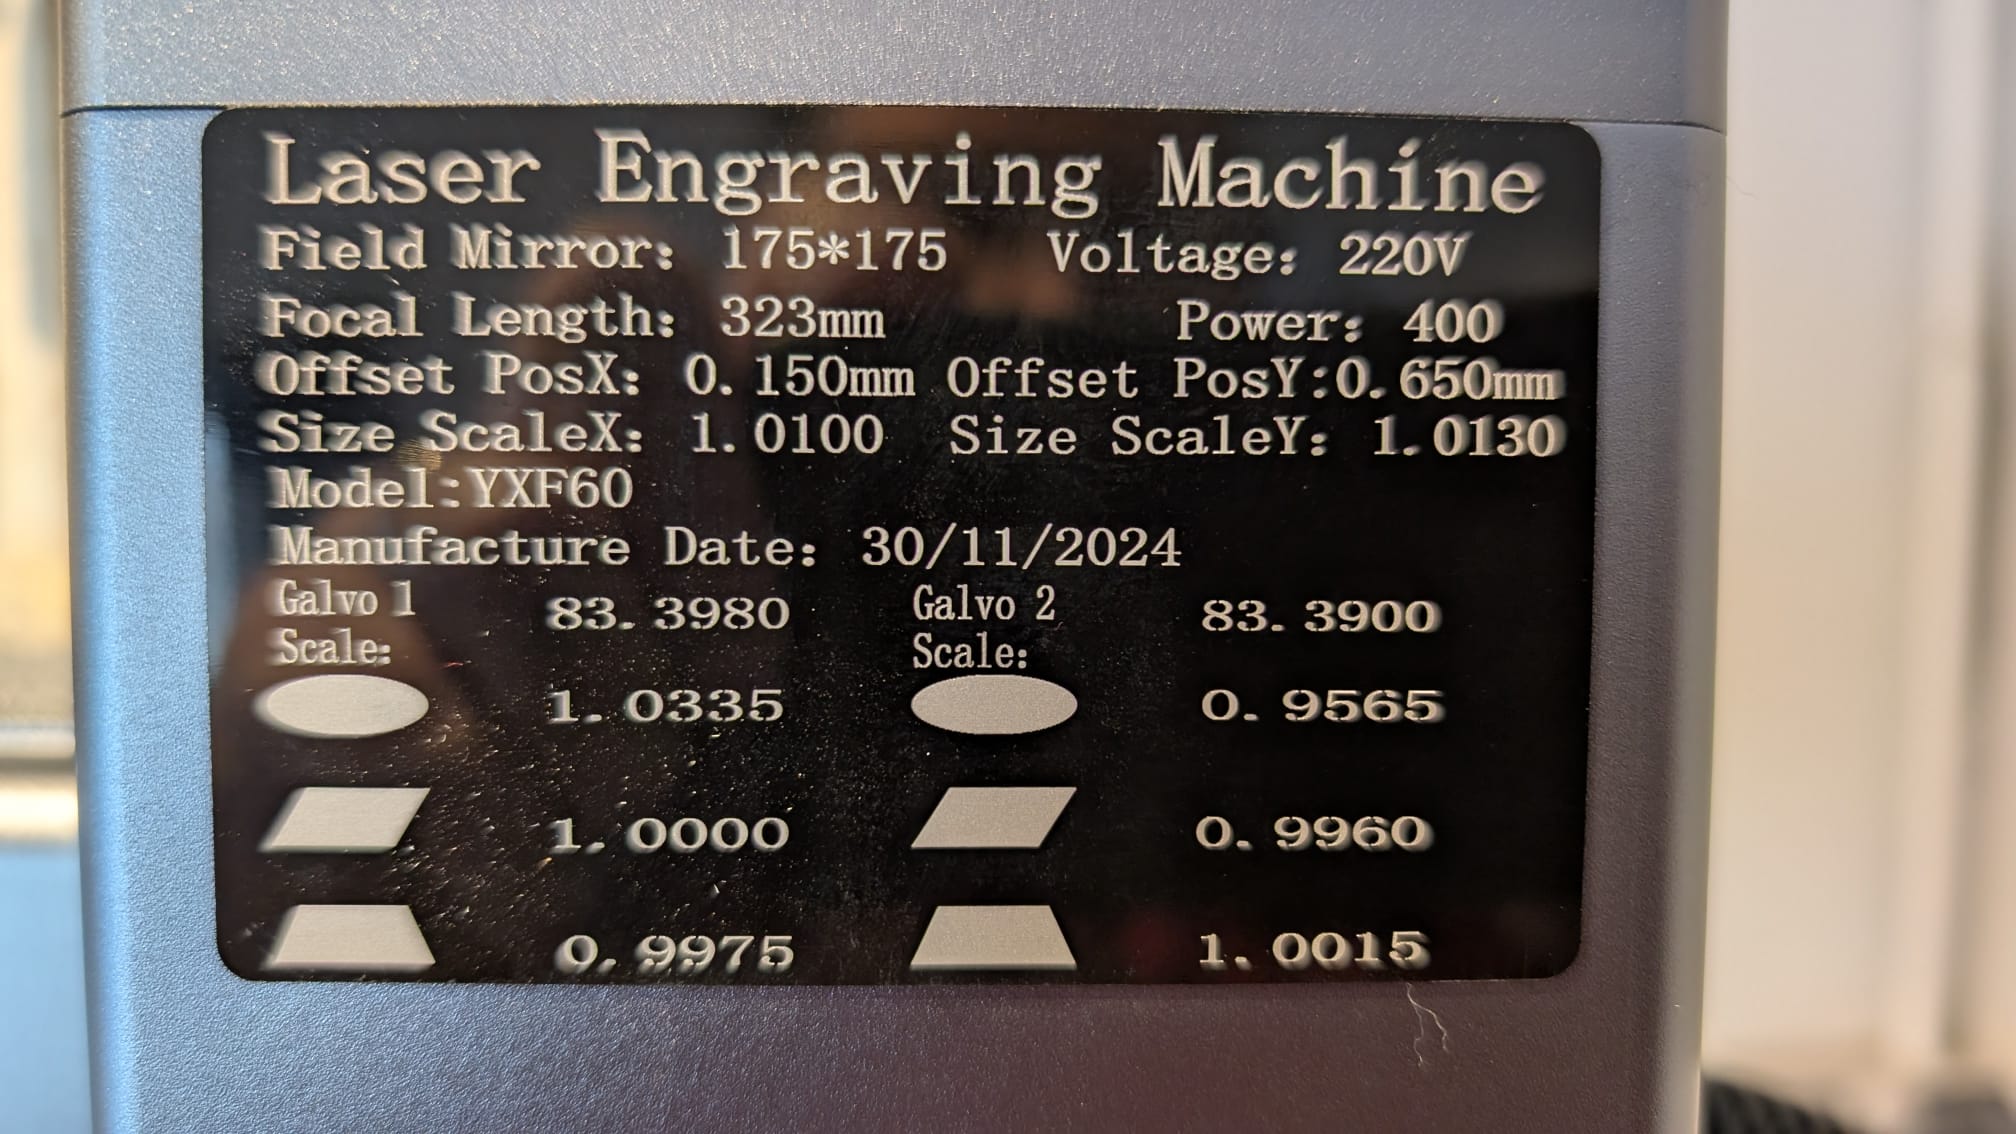 Laser Engraving Machine
Field Mirror: 175*175 Voltage: 220V
Focal Length: 323mm Power: 400
Offset PosX: 0.150mm Offset PosY:0.650mm
Size ScaleX: 1.0100 Size ScaleY: 1.0130
Model:YXF60
Manufacture Date: 30/11/2024
Galvo 1 Scale: 83.3980 Galvo 2 Scale: 83.3900
1.0335 0.9565
1.0000 0.9960
0.9975 1.0015